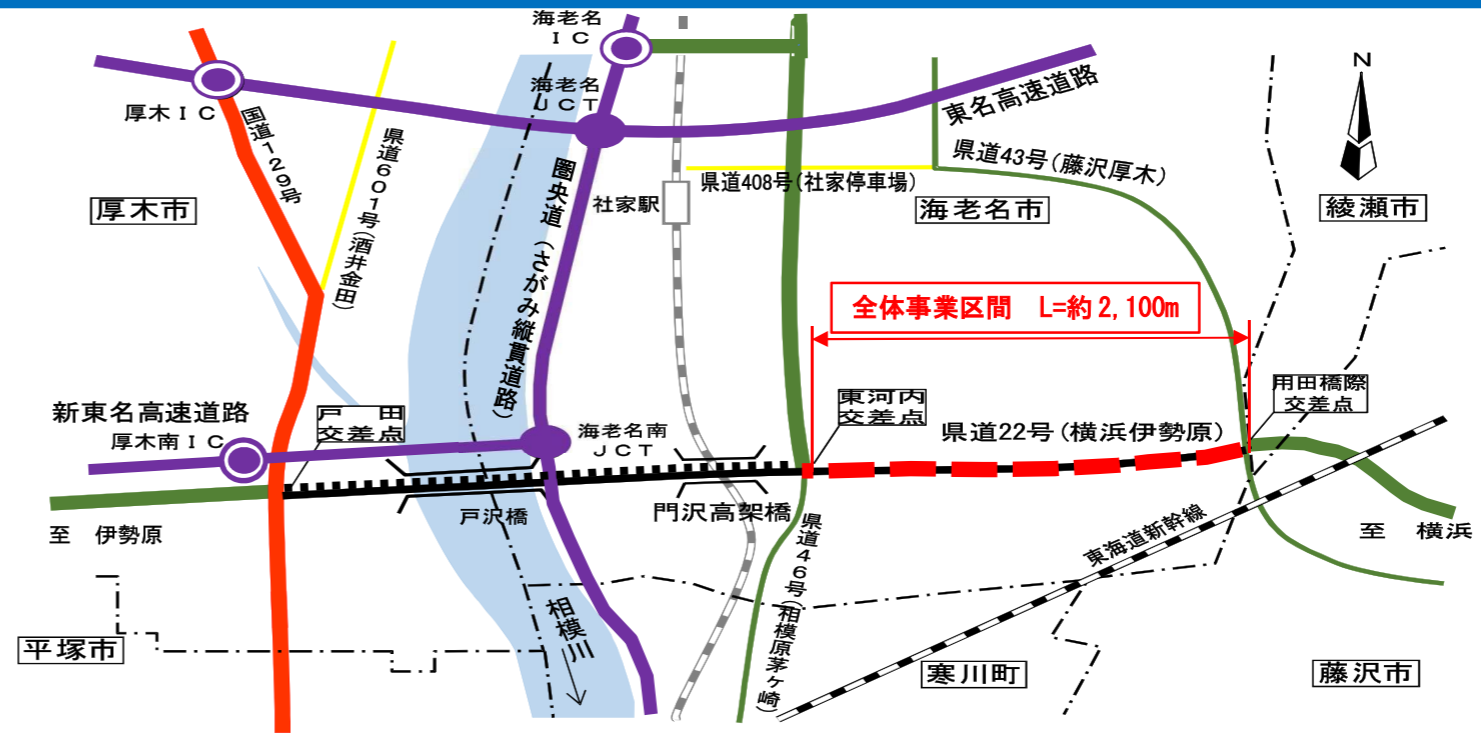 海老名
ＩＣ
N
海老名
ＪＣＴ
東名高速道路
厚木ＩＣ
国道129号
県道601号(酒井金田)
圏央道（さがみ縦貫道路）
県道43号(藤沢厚木)
県道408号(社家停車場)
社家駅
厚木市
海老名市
綾瀬市
全体事業区間　L=約2,100m
新東名高速道路
厚木南ＩＣ
戸　田
交差点
海老名南
ＪＣＴ
東河内
交差点
県道22号(横浜伊勢原)
用田橋際
交差点
至　伊勢原
戸沢橋
門沢高架橋
県道46号(相模原茅ヶ崎)
東海道新幹線
至　横浜
相模川
平塚市
寒川町
藤沢市